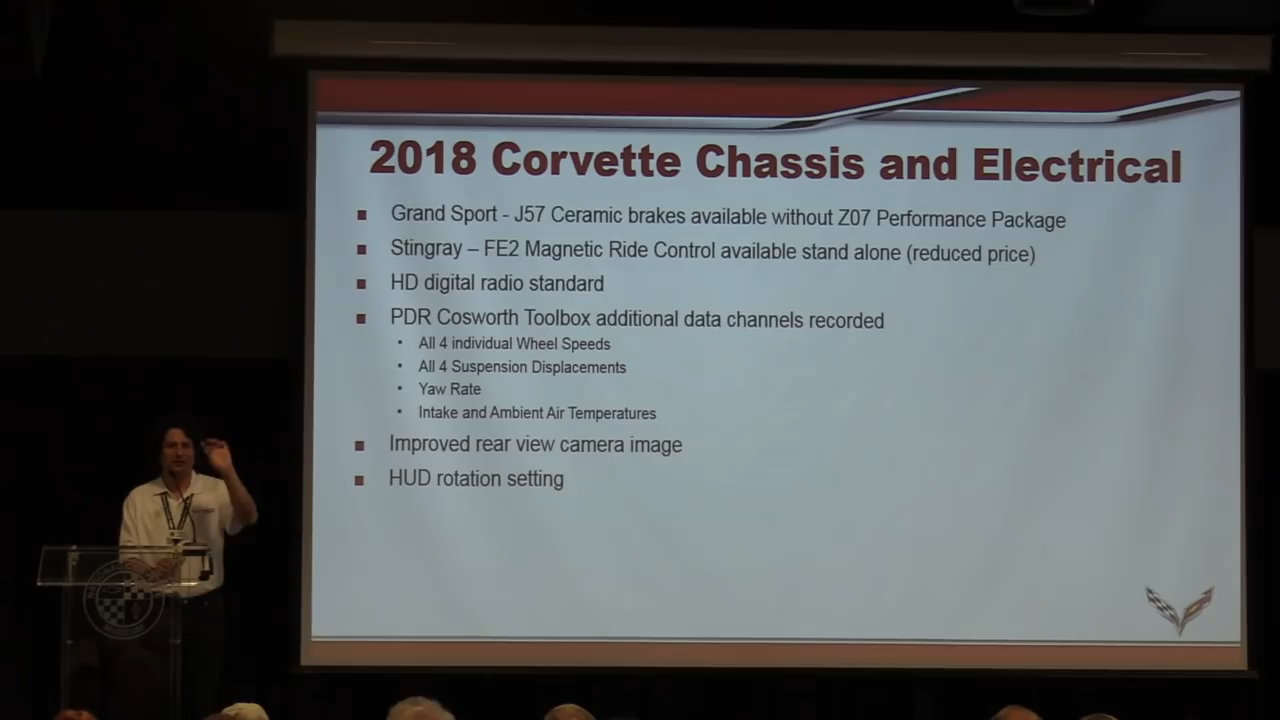 2018 Corvette Chassis and Electrical
Grand Sport - J57 Ceramic brakes available without Z07 Performance Package
Stingray – FE2 Magnetic Ride Control available stand alone (reduced price)
HD digital radio standard
PDR Cosworth Toolbox additional data channels recorded
All 4 individual Wheel Speeds
All 4 Suspension Displacements
Yaw Rate
Intake and Ambient Air Temperatures
Improved rear view camera image
HUD rotation setting